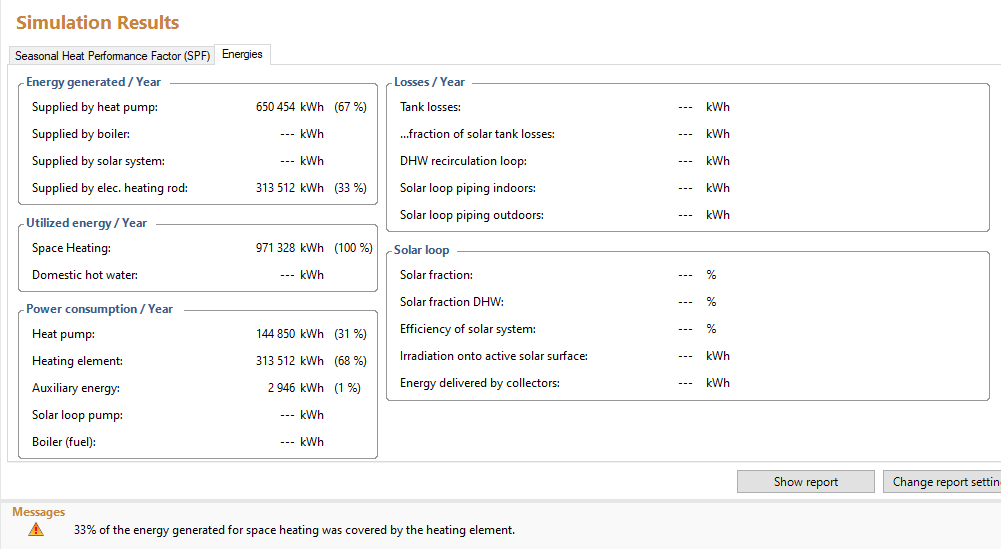 Simulation Results
Seasonal Heat Performance Factor (SPF)
Energies
Energy generated / Year
Supplied by heat pump: 650 454 kWh (67 %)
Supplied by boiler: --- kWh
Supplied by solar system: --- kWh
Supplied by elec. heating rod: 313 512 kWh (33 %)
Utilized energy / Year
Space Heating: 971 328 kWh (100 %)
Domestic hot water: --- kWh
Power consumption / Year
Heat pump: 144 850 kWh (31 %)
Heating element: 313 512 kWh (68 %)
Auxiliary energy: 2 946 kWh (1 %)
Solar loop pump: --- kWh
Boiler (fuel): --- kWh
Losses / Year
Tank losses: --- kWh
...fraction of solar tank losses: --- kWh
DHW recirculation loop: --- kWh
Solar loop piping indoors: --- kWh
Solar loop piping outdoors: --- kWh
Solar loop
Solar fraction: --- %
Solar fraction DHW: --- %
Efficiency of solar system: --- %
Irradiation onto active solar surface: --- kWh
Energy delivered by collectors: --- kWh
Show report
Change report settin
Messages
33% of the energy generated for space heating was covered by the heating element.